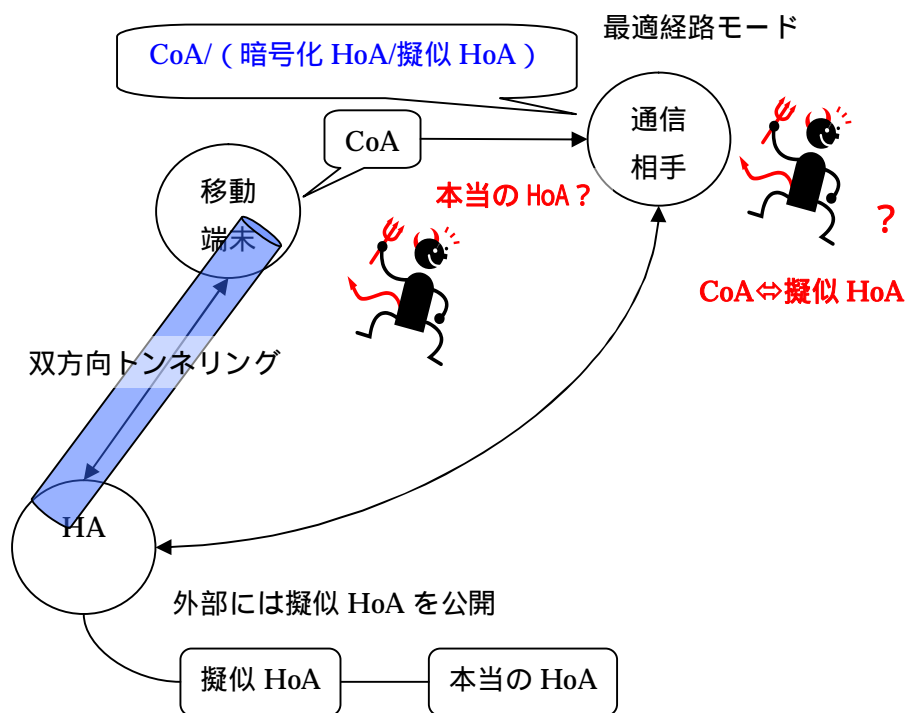 最適経路モード
CoA/（暗号化 HoA/擬似 HoA）
CoA
通信
相手
移動
端末
本当の HoA？
？
CoA⇔擬似 HoA
双方向トンネリング
HA
外部には擬似 HoA を公開
擬似 HoA
本当の HoA